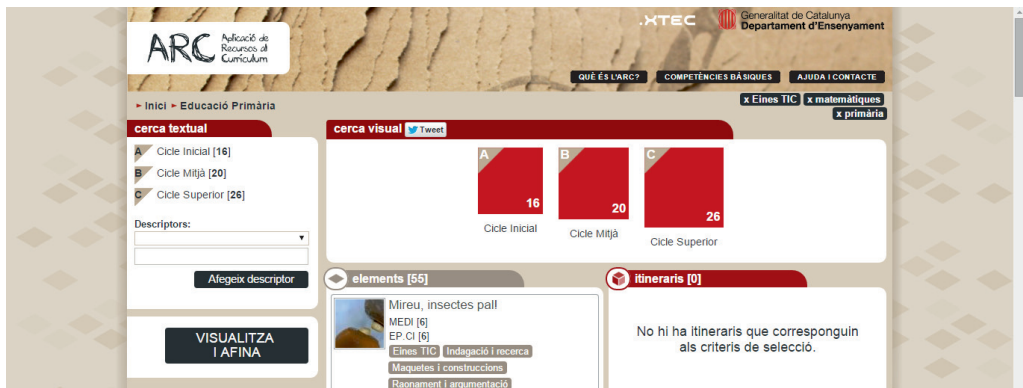 ARC
Aplicació de
Recursos al
Currículum
.XTEC
Generalitat de Catalunya
Departament d'Ensenyament
QUÈ ÉS L'ARC?
COMPETÈNCIES BÀSIQUES
AJUDA I CONTACTE
Inici
Educació Primària
x Eines TIC
x matemàtiques
x primària
cerca textual
A Cicle Inicial [16]
B Cicle Mitjà [20]
C Cicle Superior [26]
Descriptors:
Afegeix descriptor
VISUALITZA
I AFINA
cerca visual
Tweet
A
16
Cicle Inicial
B
20
Cicle Mitjà
C
26
Cicle Superior
elements [55]
Mireu, insectes pal!
MEDI [6]
EP.CI [6]
Eines TIC
Indagació i recerca
Maquetes i construccions
Raonament i argumentació
itineraris [0]
No hi ha itineraris que corresponguin
als criteris de selecció.